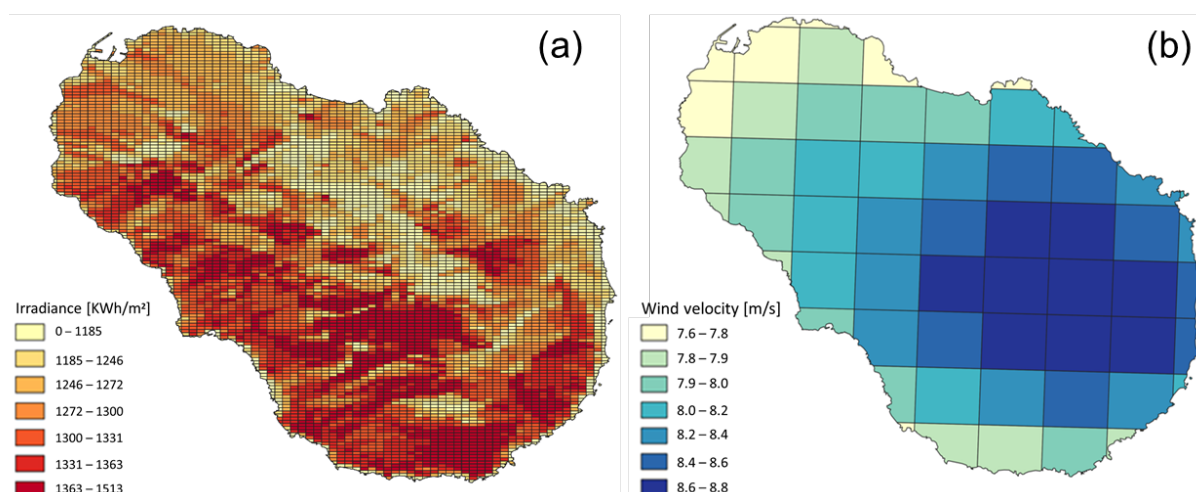 (a)
Irradiance [KWh/m²]
0 – 1185
1185 – 1246
1246 – 1272
1272 – 1300
1300 – 1331
1331 – 1363
1363 – 1513
(b)
Wind velocity [m/s]
7.6 – 7.8
7.8 – 7.9
7.9 – 8.0
8.0 – 8.2
8.2 – 8.4
8.4 – 8.6
8.6 – 8.8